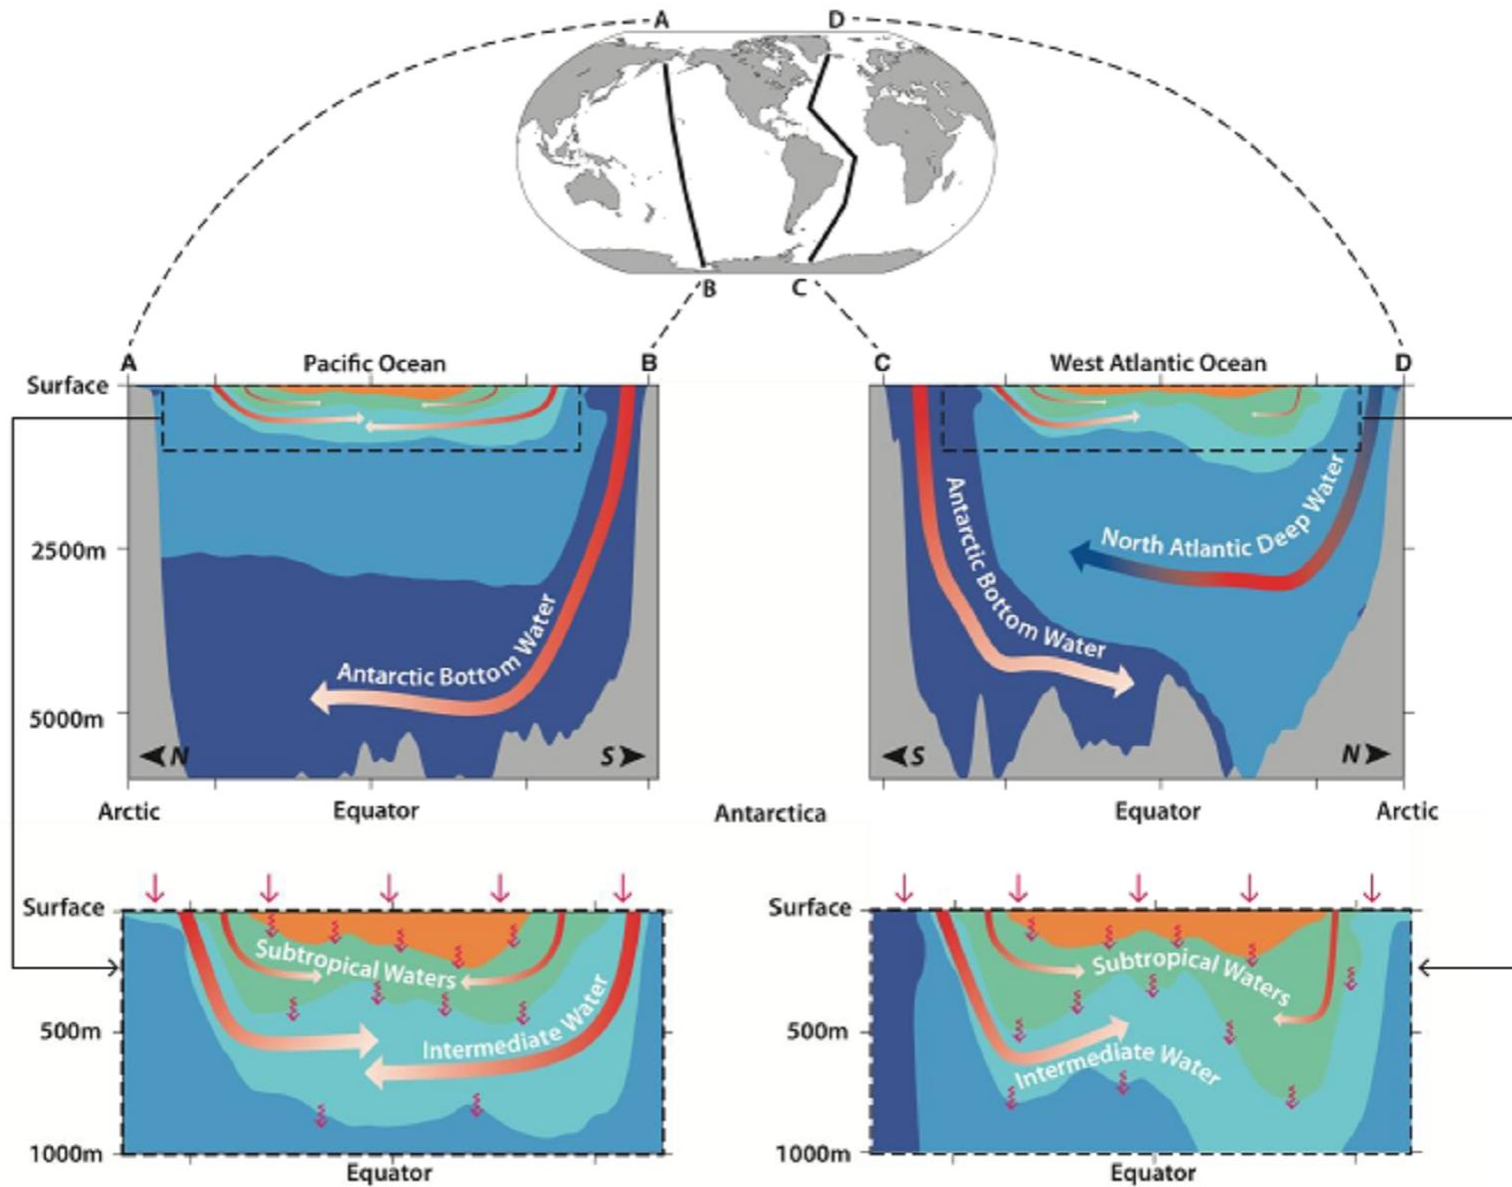 A
D
B
C
A
Pacific Ocean
B
C
West Atlantic Ocean
D
Surface
2500m
5000m
Antarctic Bottom Water
N
S
Antarctic Bottom Water
North Atlantic Deep Water
S
N
Arctic
Equator
Antarctica
Equator
Arctic
Surface
500m
1000m
Subtropical Waters
Intermediate Water
Equator
Surface
500m
1000m
Subtropical Waters
Intermediate Water
Equator